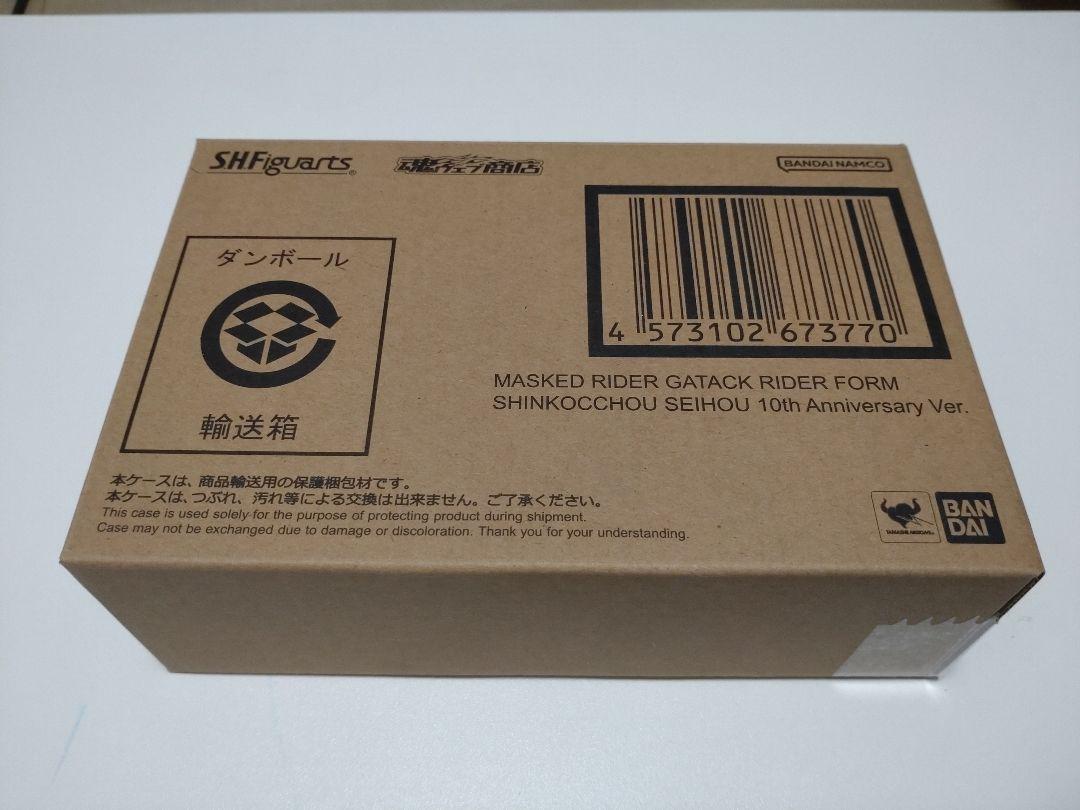 S.H.Figuarts®
魂ウェブ商店
BANDAI NAMCO
ダンボール
輸送箱
4 573102 673770
MASKED RIDER GATACK RIDER FORM
SHINKOCCHOU SEIHOU 10th Anniversary Ver.
本ケースは、商品輸送用の保護梱包材です。
本ケースは、つぶれ、汚れ等による交換は出来ません。ご了承ください。
This case is used solely for the purpose of protecting product during shipment.
Case may not be exchanged due to damage or discoloration. Thank you for your understanding.
TAMASHII NATIONS
BAN
DAI